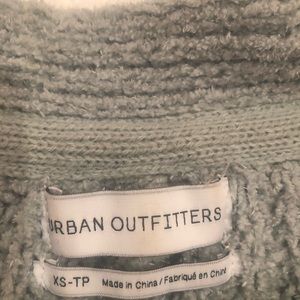 URBAN OUTFITTERS
XS-TP
Made in China / Fabriqué en Chine